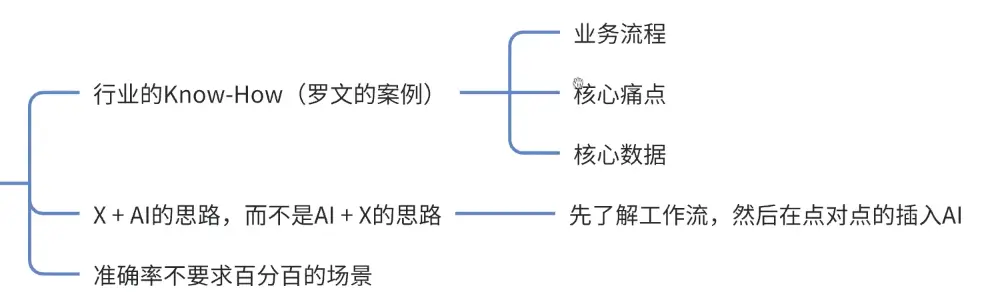 业务流程
行业的Know-How（罗文的案例）
核心痛点
核心数据
X + AI的思路，而不是AI + X的思路
先了解工作流，然后在点对点的插入AI
准确率不要求百分百的场景